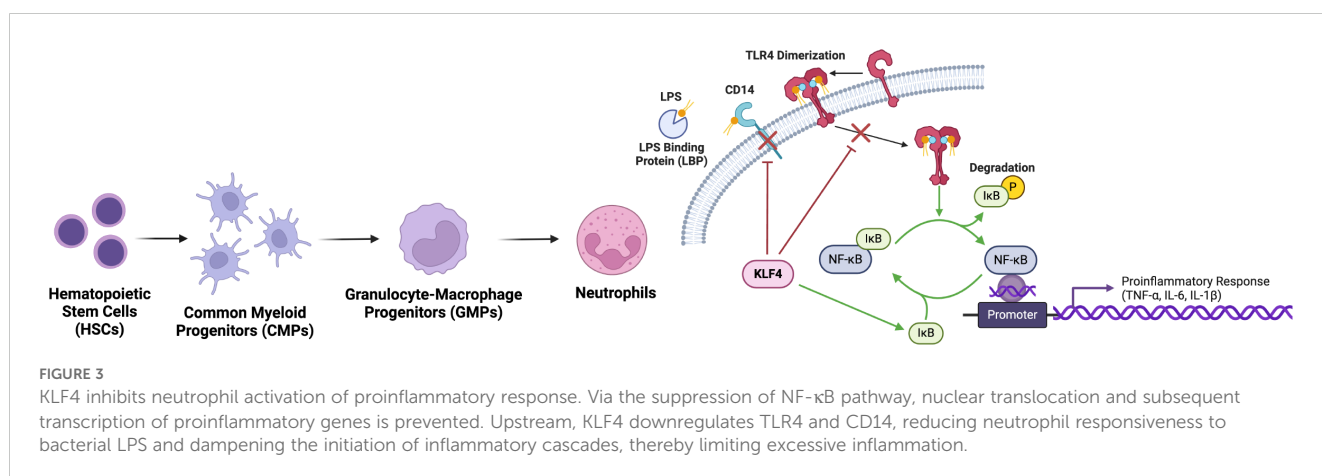 TLR4 Dimerization
LPS
CD14
LPS Binding
Protein (LBP)
Degradation
IκB
P
IκB
NF-κB
NF-κB
KLF4
IκB
Promoter
Proinflammatory Response
(TNF-α, IL-6, IL-1β)
Hematopoietic
Stem Cells
(HSCs)
Common Myeloid
Progenitors (CMPs)
Granulocyte-Macrophage
Progenitors (GMPs)
Neutrophils
FIGURE 3
KLF4 inhibits neutrophil activation of proinflammatory response. Via the suppression of NF-κB pathway, nuclear translocation and subsequent
transcription of proinflammatory genes is prevented. Upstream, KLF4 downregulates TLR4 and CD14, reducing neutrophil responsiveness to
bacterial LPS and dampening the initiation of inflammatory cascades, thereby limiting excessive inflammation.